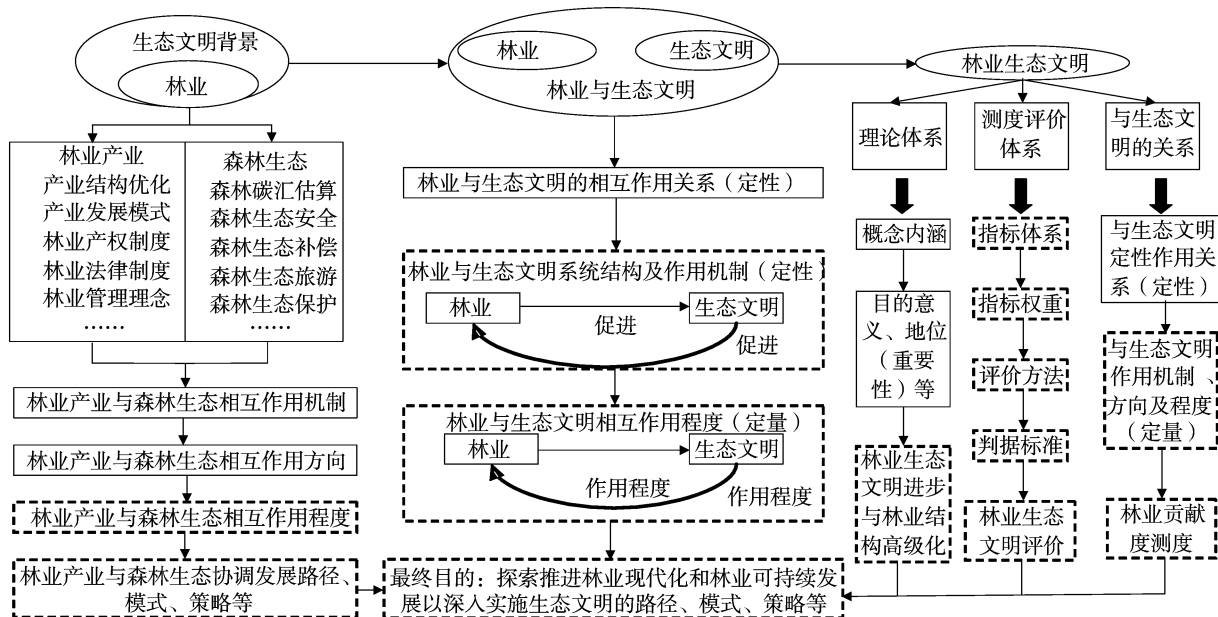 生态文明背景
林业
林业产业
产业结构优化
产业发展模式
林业产权制度
林业法律制度
林业管理理念
……
森林生态
森林碳汇估算
森林生态安全
森林生态补偿
森林生态旅游
森林生态保护
……
林业产业与森林生态相互作用机制
林业产业与森林生态相互作用方向
林业产业与森林生态相互作用程度
林业产业与森林生态协调发展路径、
模式、策略等
林业
生态文明
林业与生态文明
林业与生态文明的相互作用关系（定性）
林业与生态文明系统结构及作用机制（定性）
林业
生态文明
促进
促进
林业与生态文明相互作用程度（定量）
林业
生态文明
作用程度
作用程度
最终目的：探索推进林业现代化和林业可持续发
展以深入实施生态文明的路径、模式、策略等
林业生态文明
理论体系
概念内涵
目的意
义、地位
（重要
性）等
林业生态
文明进步
与林业结
构高级化
测度评价
体系
指标体系
指标权重
评价方法
判据标准
林业生态
文明评价
与生态文
明的关系
与生态文明
定性作用关
系（定性）
与生态文明
作用机制、
方向及程度
（定量）
林业贡献
度测度